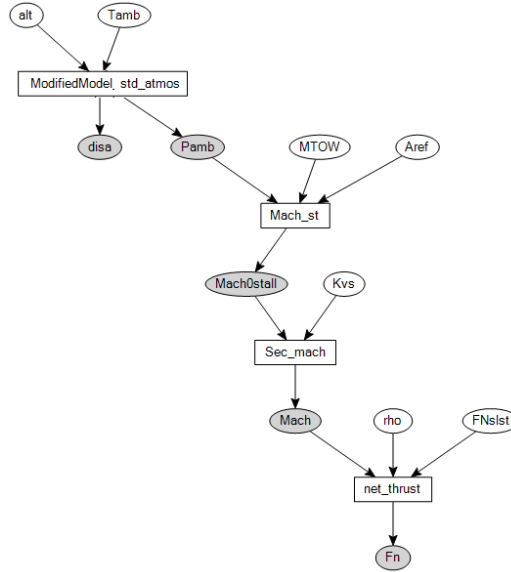 alt
Tamb
ModifiedModel_std_atmos
disa
Pamb
MTOW
Aref
Mach_st
Mach0stall
Kvs
Sec_mach
Mach
rho
FNslst
net_thrust
Fn